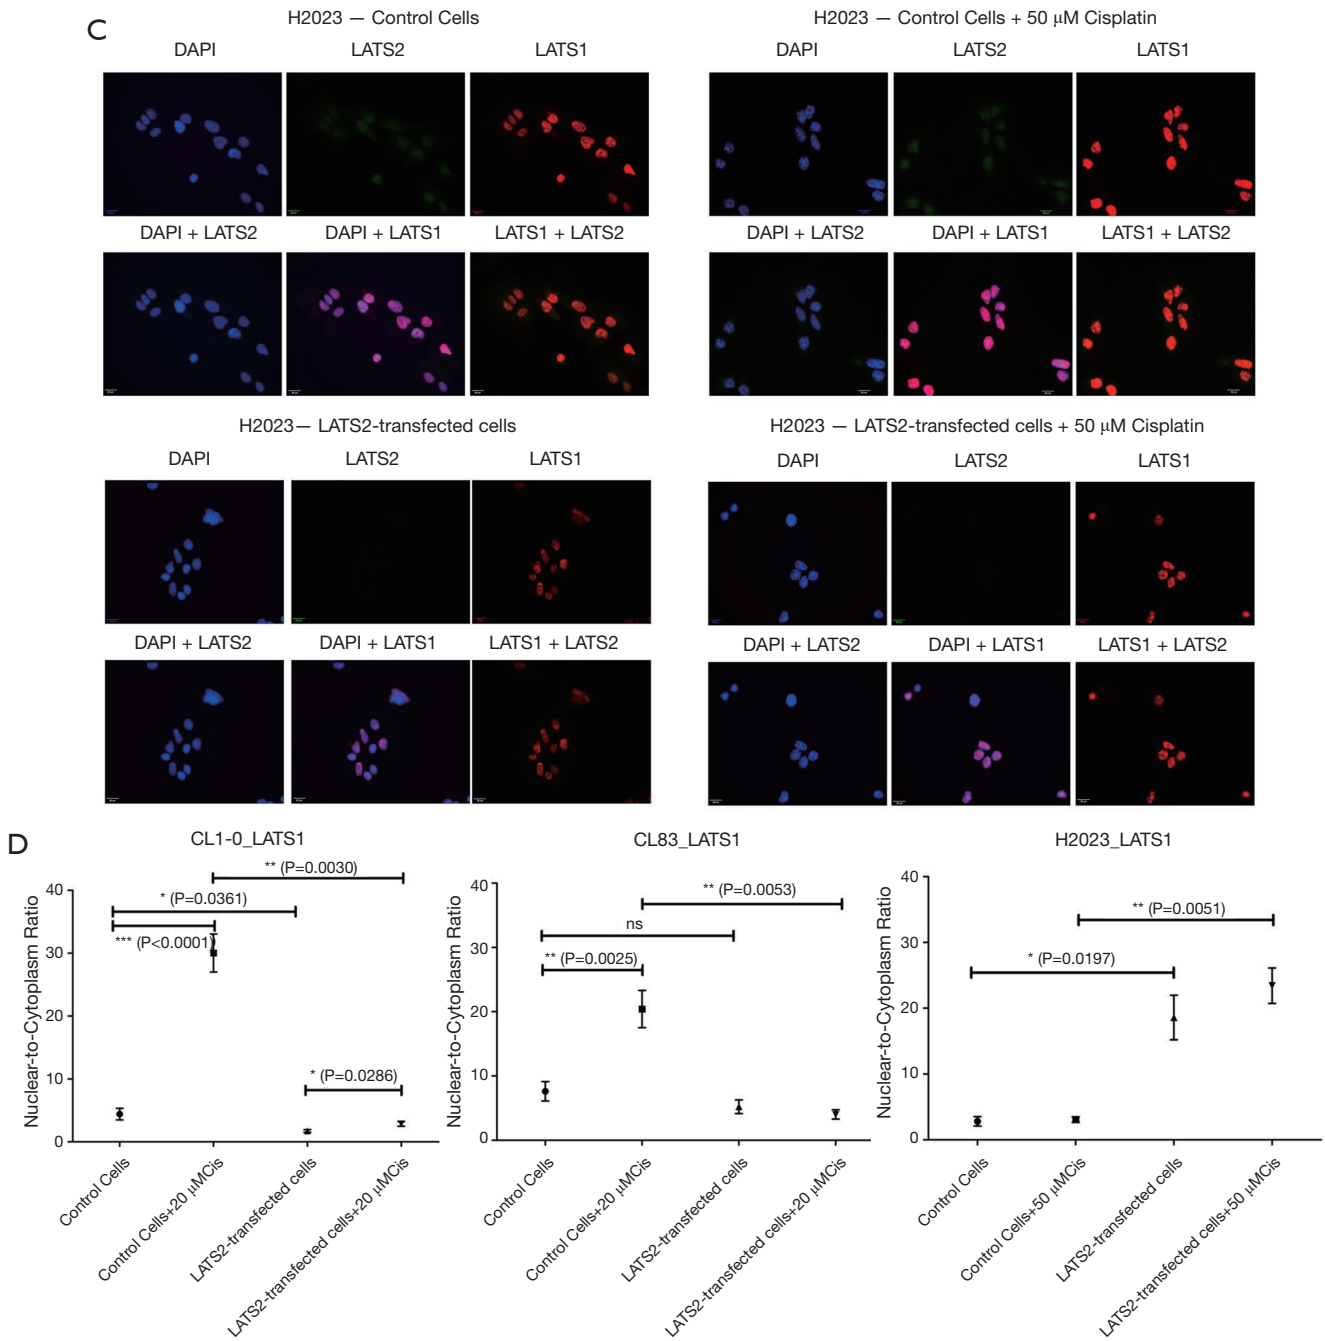 C
H2023 — Control Cells
DAPI LATS2 LATS1
DAPI + LATS2 DAPI + LATS1 LATS1 + LATS2
H2023 — Control Cells + 50 μM Cisplatin
DAPI LATS2 LATS1
DAPI + LATS2 DAPI + LATS1 LATS1 + LATS2
H2023— LATS2-transfected cells
DAPI LATS2 LATS1
DAPI + LATS2 DAPI + LATS1 LATS1 + LATS2
H2023 — LATS2-transfected cells + 50 μM Cisplatin
DAPI LATS2 LATS1
DAPI + LATS2 DAPI + LATS1 LATS1 + LATS2
D
CL1-0_LATS1
Nuclear-to-Cytoplasm Ratio
40
30
20
10
0
** (P=0.0030)
* (P=0.0361)
*** (P<0.0001)
* (P=0.0286)
Control Cells
Control Cells+20 μMCis
LATS2-transfected cells
LATS2-transfected cells+20 μMCis
CL83_LATS1
Nuclear-to-Cytoplasm Ratio
40
30
20
10
0
** (P=0.0053)
ns
** (P=0.0025)
Control Cells
Control Cells+20 μMCis
LATS2-transfected cells
LATS2-transfected cells+20 μMCis
H2023_LATS1
Nuclear-to-Cytoplasm Ratio
40
30
20
10
0
** (P=0.0051)
* (P=0.0197)
Control Cells
Control Cells+50 μMCis
LATS2-transfected cells
LATS2-transfected cells+50 μMCis